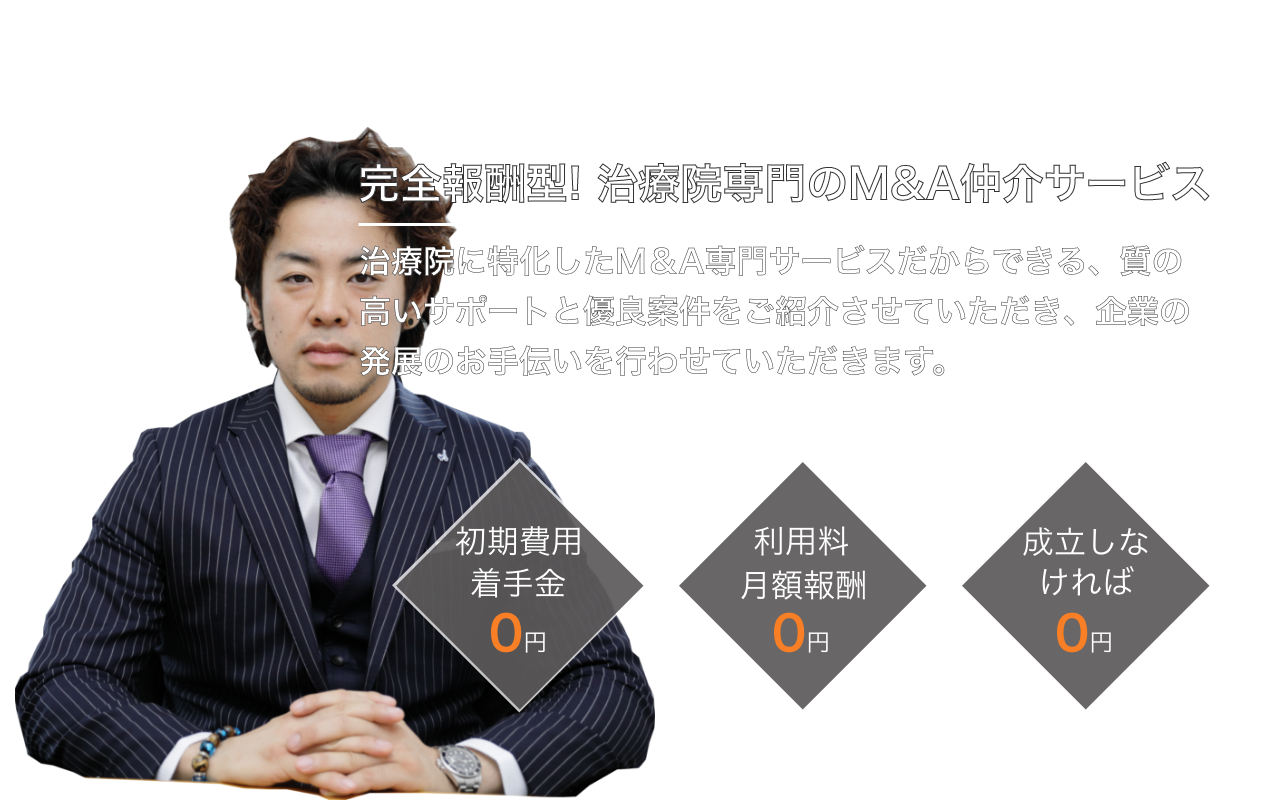 完全報酬型! 治療院専門のM&A仲介サービス
治療院に特化したM＆A専門サービスだからできる、質の
高いサポートと優良案件をご紹介させていただき、企業の
発展のお手伝いを行わせていただきます。
初期費用
着手金
0円
利用料
月額報酬
0円
成立しな
ければ
0円